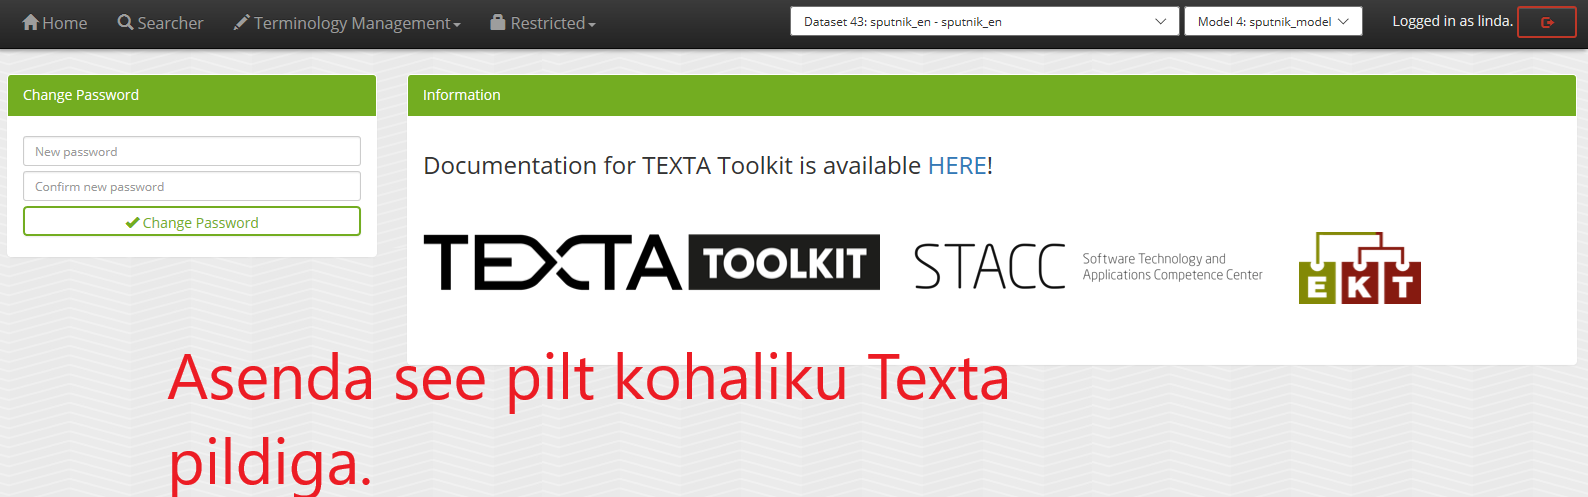 Home Searcher Terminology Management Restricted Dataset 43: sputnik_en - sputnik_en Model 4: sputnik_model Logged in as linda.
Change Password
New password
Confirm new password
Change Password
Information
Documentation for TEXTA Toolkit is available HERE!
TEXTA TOOLKIT
STACC
Software Technology and
Applications Competence Center
EKT
Asenda see pilt kohaliku Texta
pildiga.